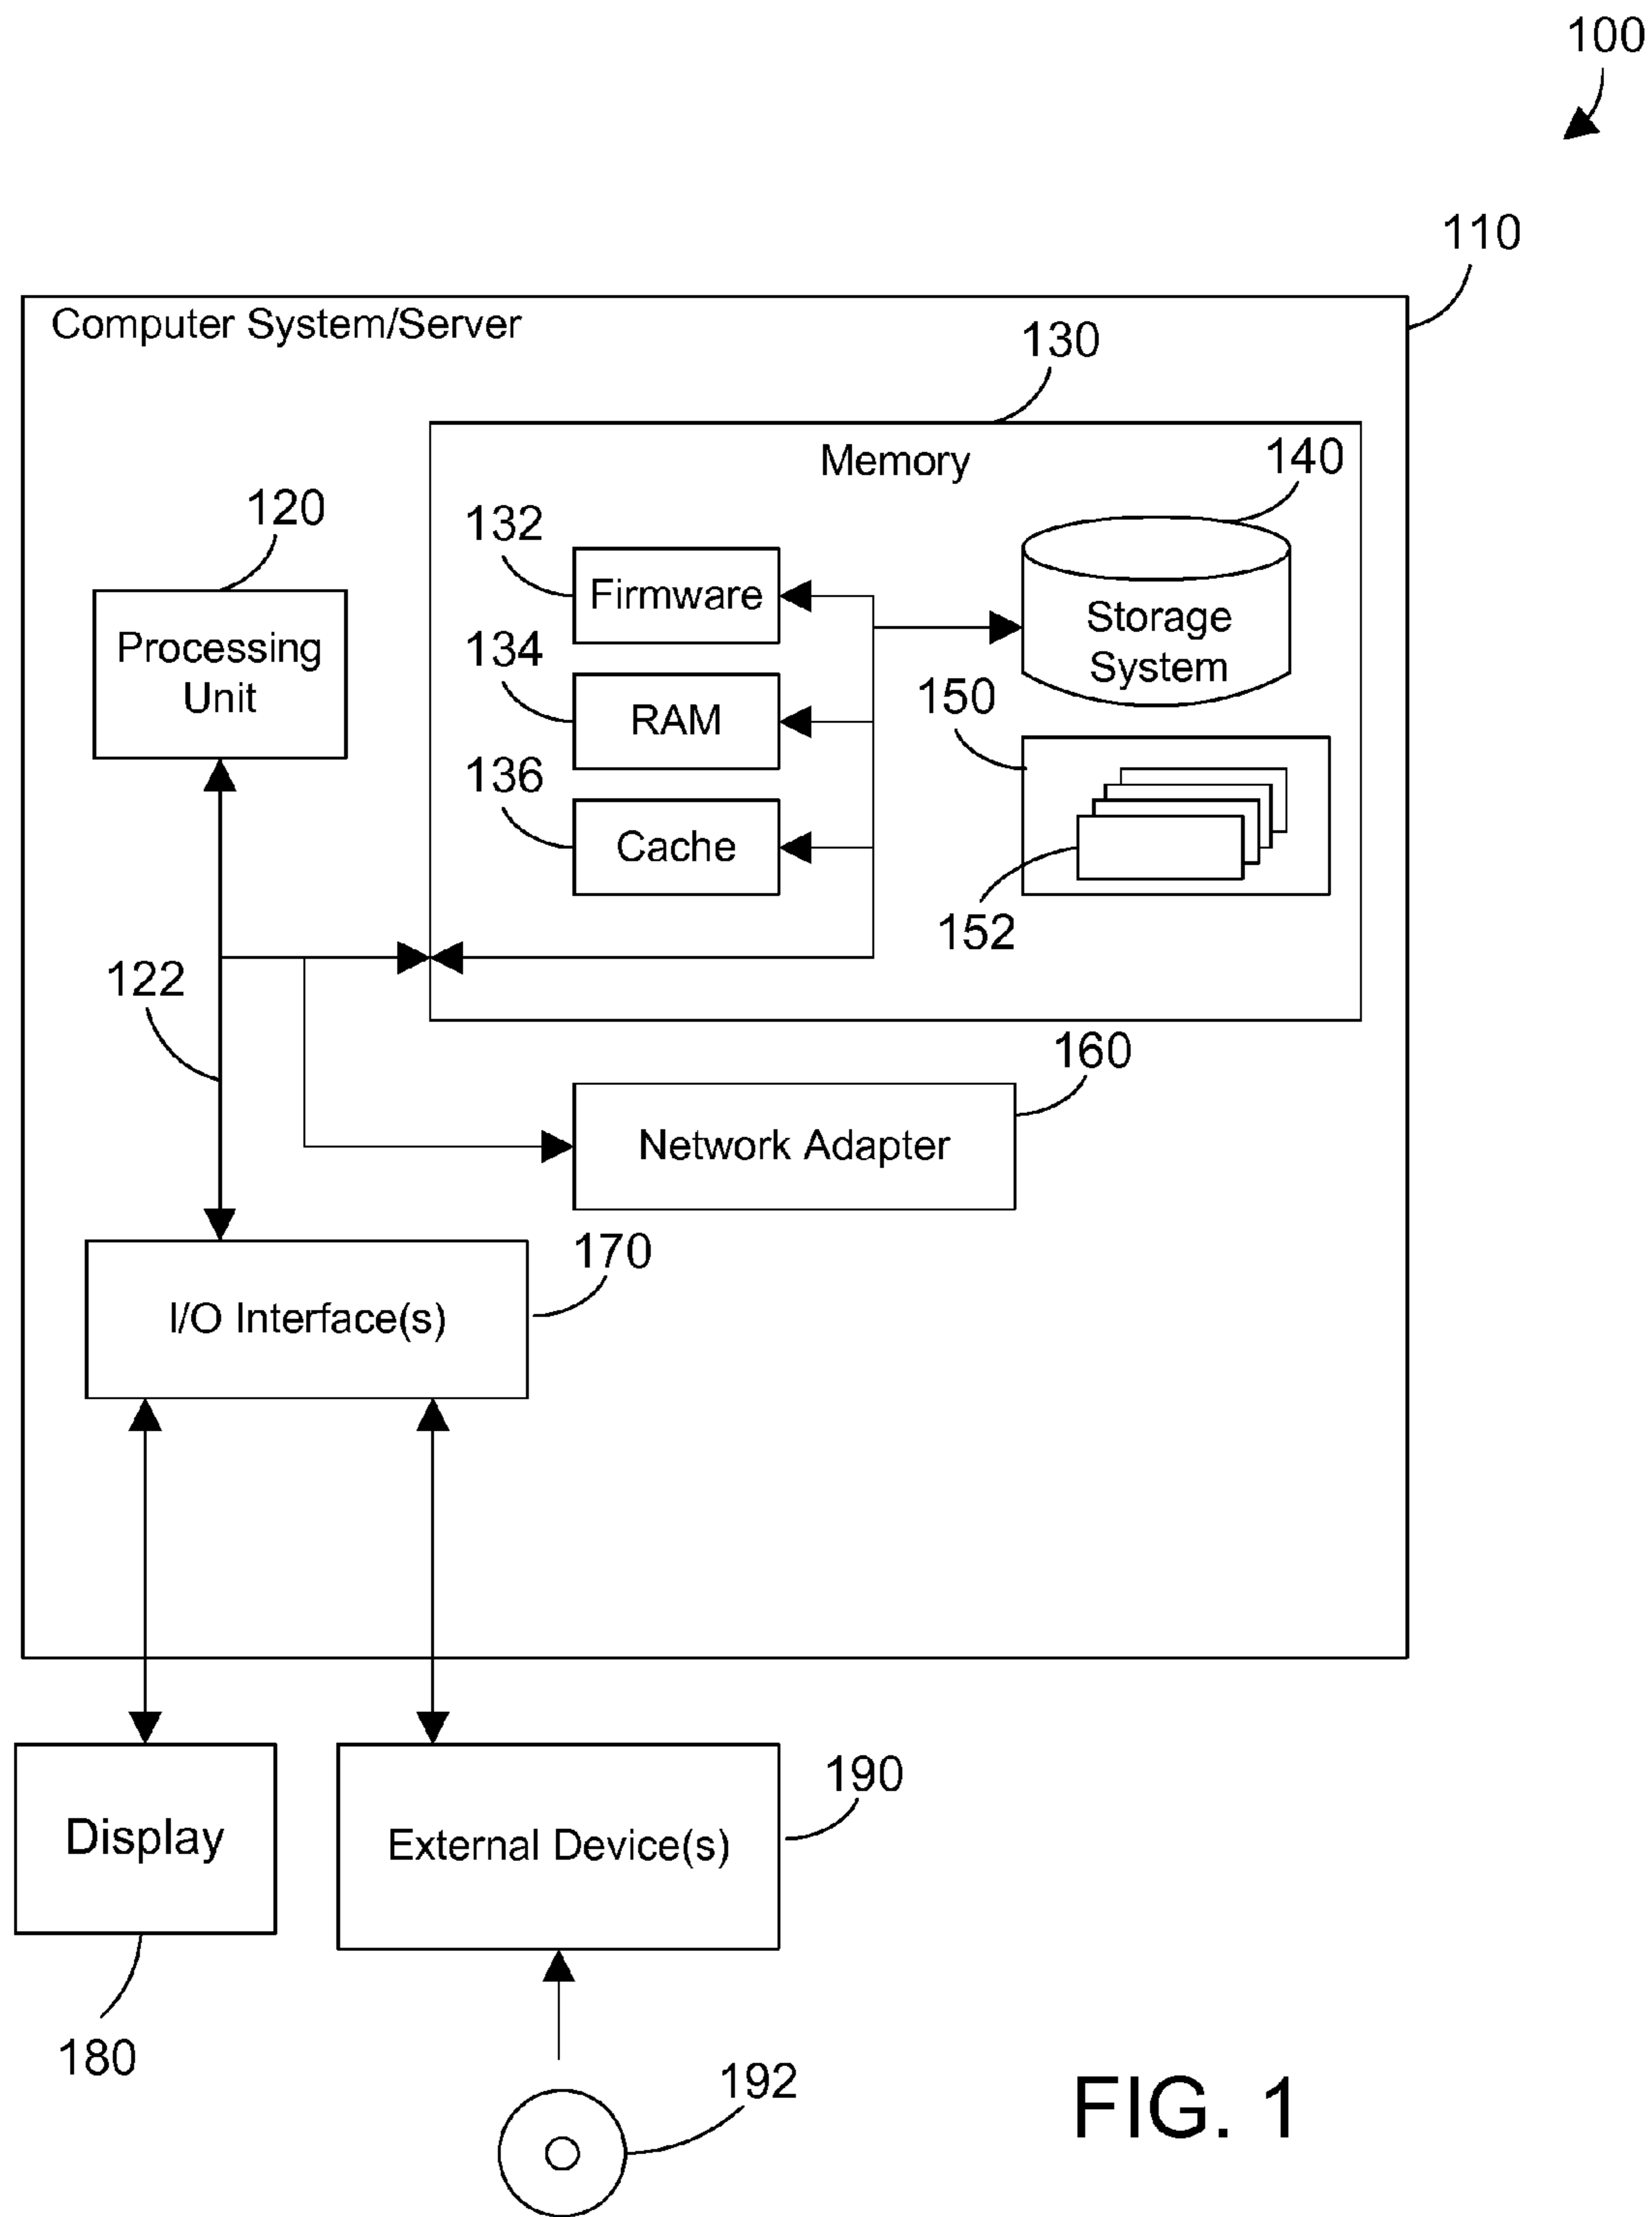 100
110
Computer System/Server
130
Memory
140
120
132
Firmware
Processing
Unit
Storage
System
134
RAM
150
136
Cache
152
122
160
Network Adapter
170
I/O Interface(s)
190
Display
External Device(s)
180
192
FIG. 1